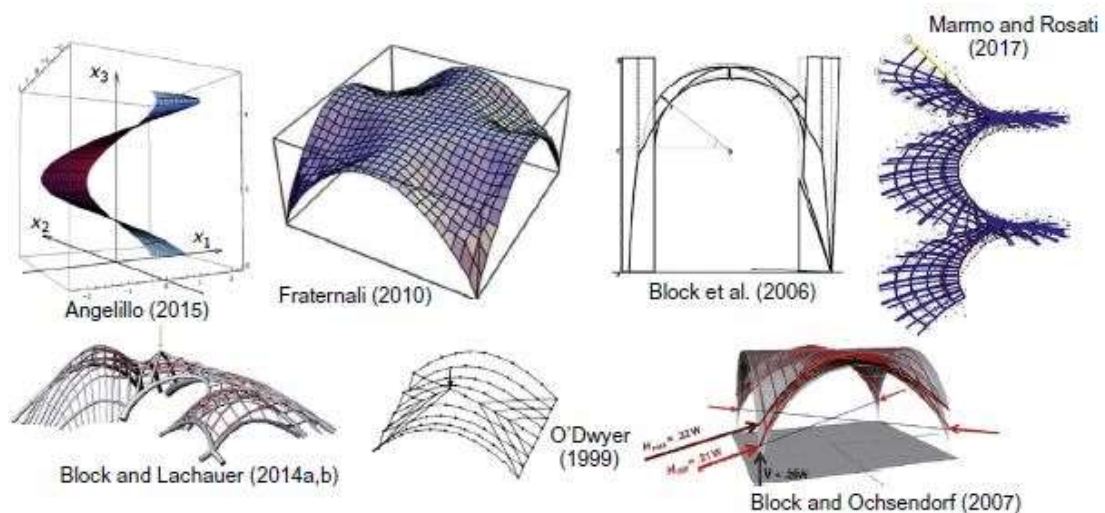 Marmo and Rosati
(2017)
x3
x2
x1
Angelillo (2015)
Fraternali (2010)
Block et al. (2006)
Block and Lachauer (2014a,b)
O'Dwyer
(1999)
Block and Ochsendorf (2007)